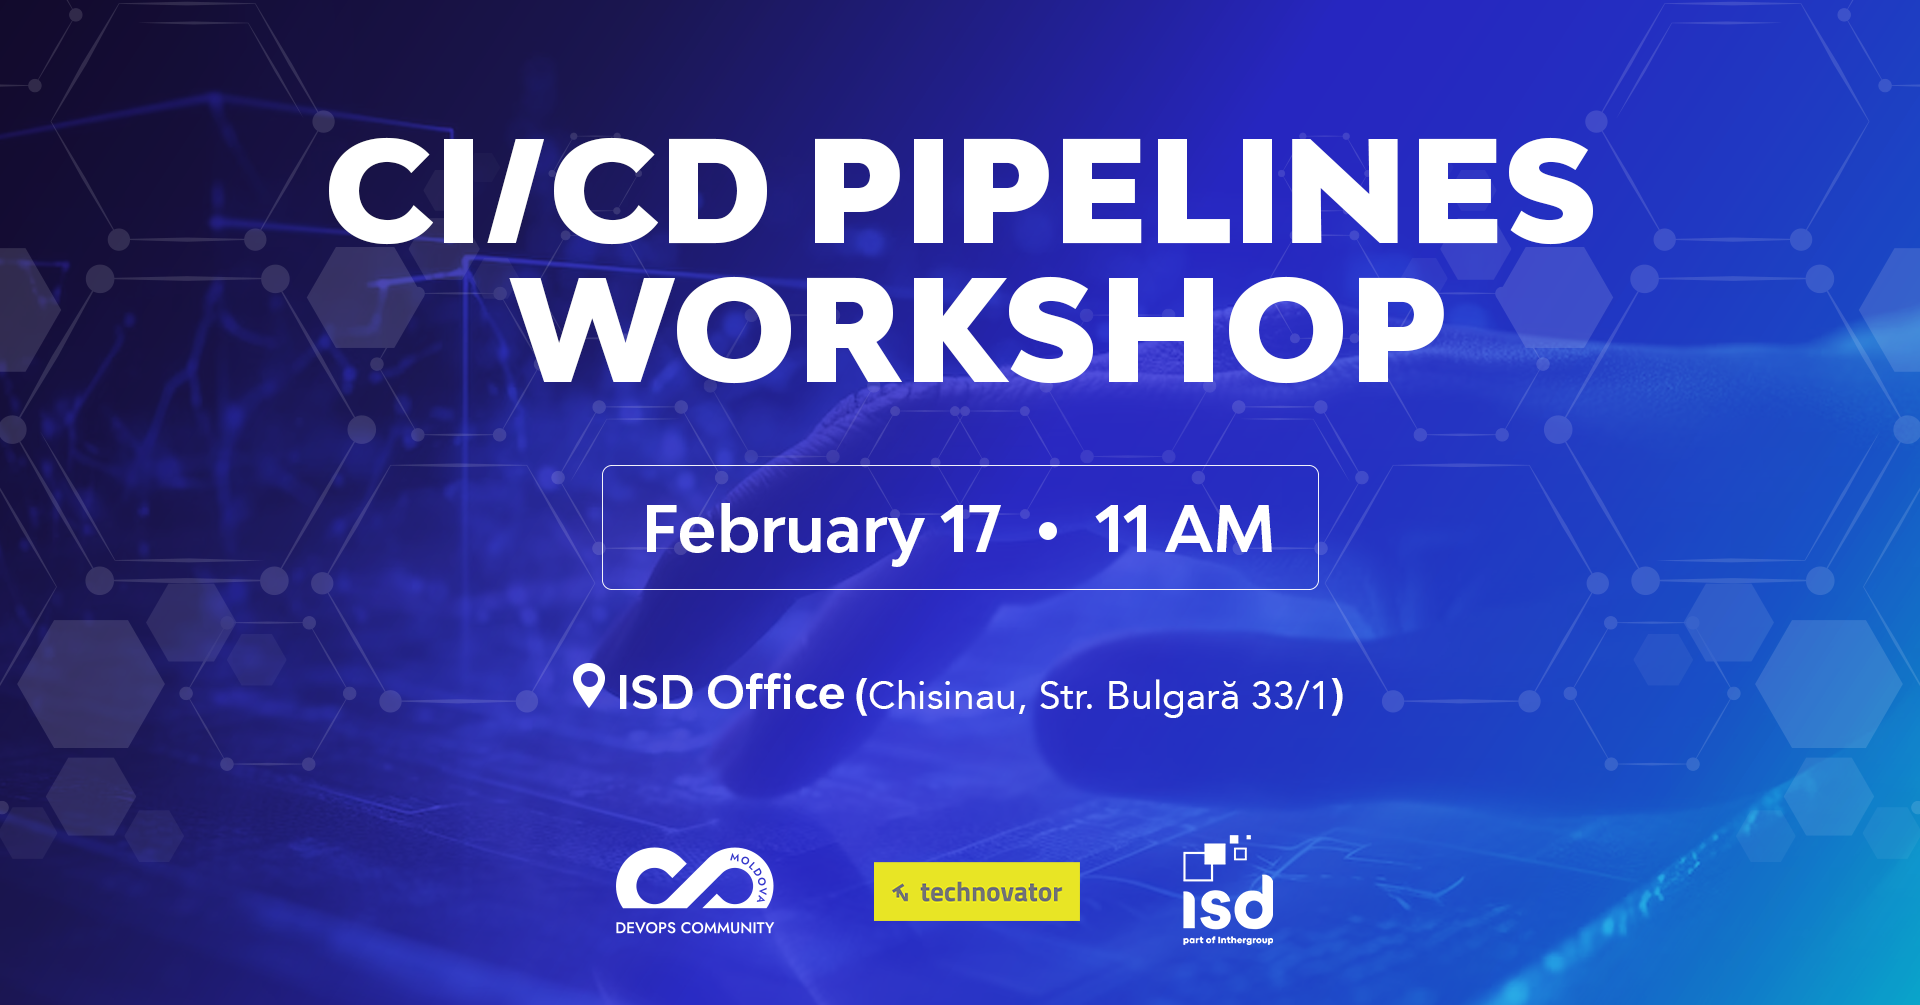 CI/CD PIPELINES
WORKSHOP
February 17 • 11 AM
ISD Office (Chisinau, Str. Bulgară 33/1)
MOLDOVA
DEVOPS COMMUNITY
technovator
isd
part of Inthergroup